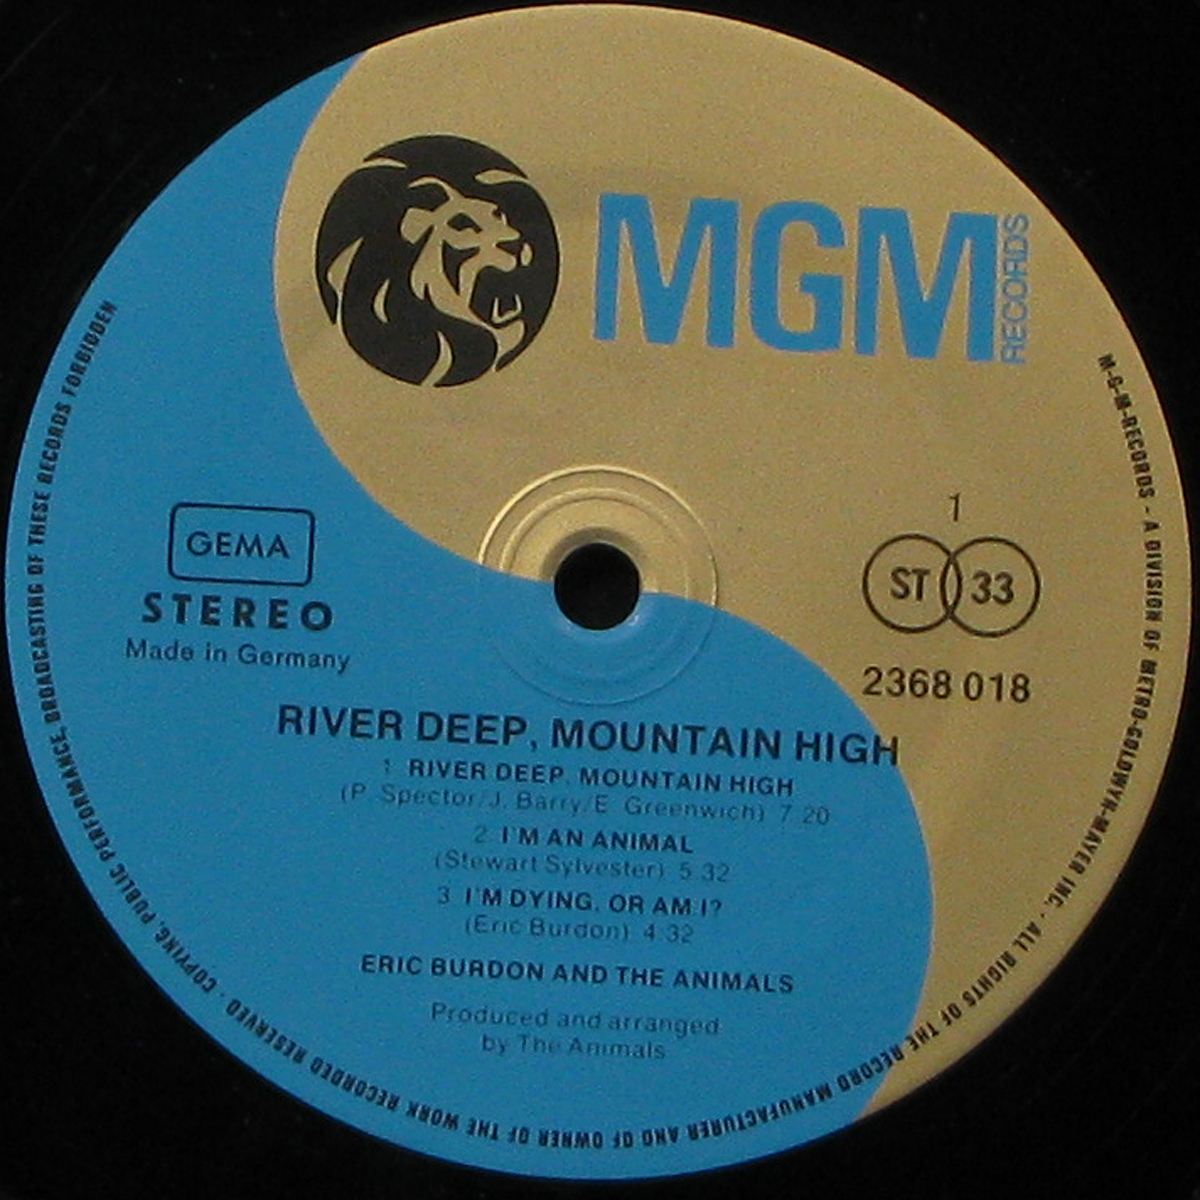 MGM
RECORDS
1
ST 33
2368 018
GEMA
STEREO
Made in Germany
RIVER DEEP, MOUNTAIN HIGH
1. RIVER DEEP, MOUNTAIN HIGH
(P. Spector/J. Barry/E. Greenwich) 7.20
2. I'M AN ANIMAL
(Stewart Sylvester) 5.32
3. I'M DYING, OR AM I?
(Eric Burdon) 4.32
ERIC BURDON AND THE ANIMALS
Produced and arranged
by The Animals
M-G-M-RECORDS - A DIVISION OF METRO-GOLDWYN-MAYER INC. · ALL RIGHTS OF THE RECORD MANUFACTURER AND OF OWNER OF THE WORK RECORDED RESERVED · COPYING, PUBLIC PERFORMANCE, BROADCASTING OF THESE RECORDS FORBIDDEN